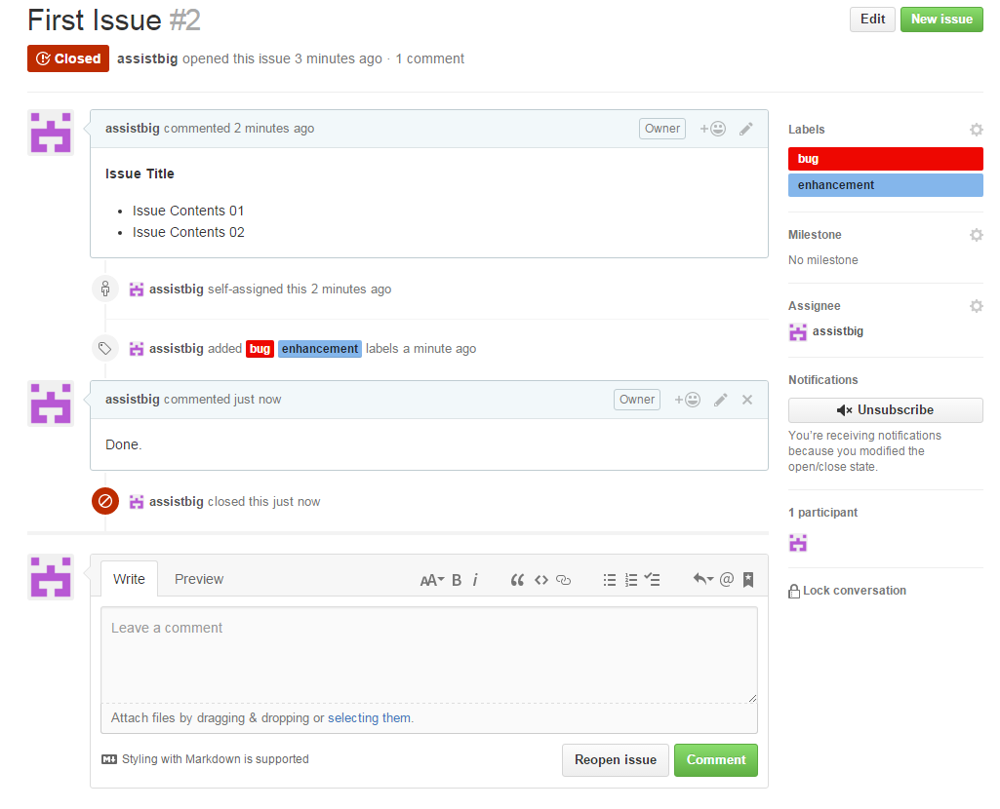 First Issue #2
Edit
New issue
Closed
assistbig opened this issue 3 minutes ago · 1 comment
assistbig commented 2 minutes ago
Owner
Issue Title
• Issue Contents 01
• Issue Contents 02
assistbig self-assigned this 2 minutes ago
assistbig added bug enhancement labels a minute ago
assistbig commented just now
Owner
Done.
assistbig closed this just now
Write
Preview
AA
B
i
Leave a comment
Attach files by dragging & dropping or selecting them.
Styling with Markdown is supported
Reopen issue
Comment
Labels
bug
enhancement
Milestone
No milestone
Assignee
assistbig
Notifications
Unsubscribe
You're receiving notifications
because you modified the
open/close state.
1 participant
Lock conversation